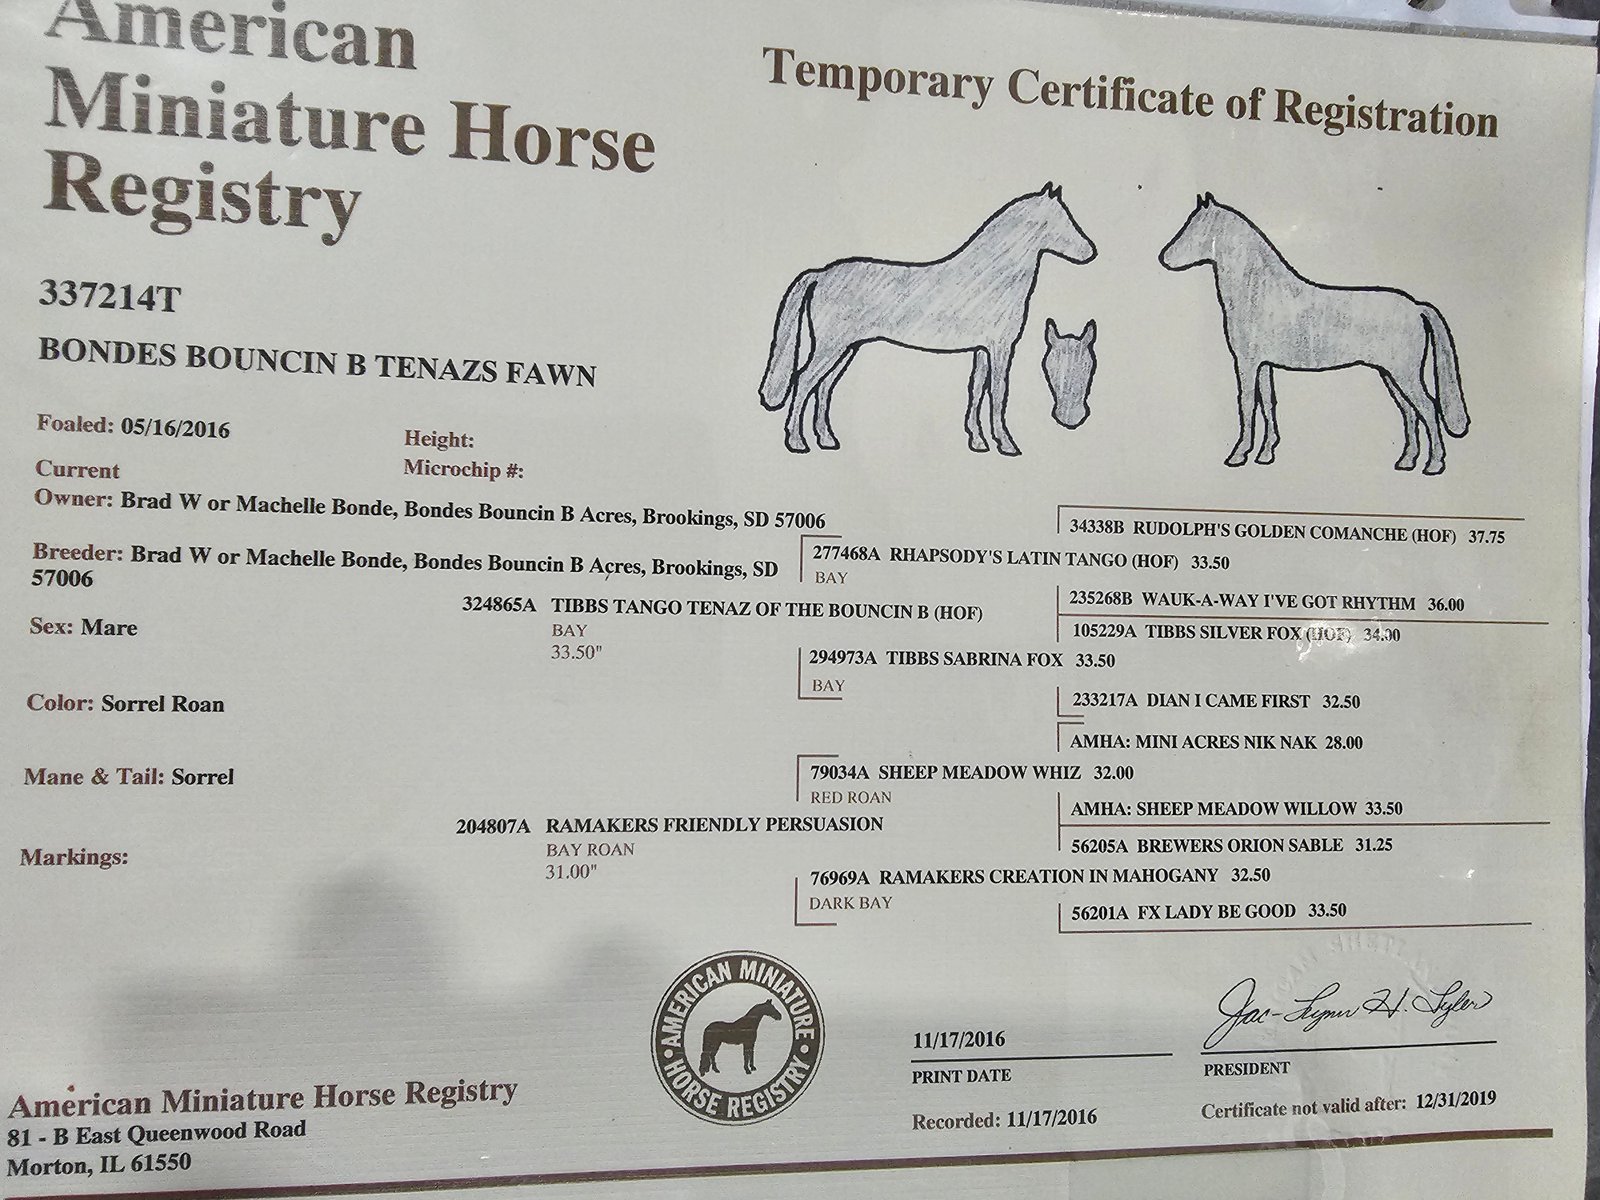 American
Miniature Horse
Registry
Temporary Certificate of Registration
337214T
BONDES BOUNCIN B TENAZS FAWN
Foaled: 05/16/2016
Height:
Microchip #:
Current
Owner: Brad W or Machelle Bonde, Bondes Bouncin B Acres, Brookings, SD 57006
Breeder: Brad W or Machelle Bonde, Bondes Bouncin B Acres, Brookings, SD
57006
Sex: Mare
Color: Sorrel Roan
Mane & Tail: Sorrel
Markings:
34338B RUDOLPH'S GOLDEN COMANCHE (HOF) 37.75
277468A RHAPSODY'S LATIN TANGO (HOF) 33.50
BAY
235268B WAUK-A-WAY I'VE GOT RHYTHM 36.00
324865A TIBBS TANGO TENAZ OF THE BOUNCIN B (HOF)
BAY
33.50"
105229A TIBBS SILVER FOX (HOF) 34.00
294973A TIBBS SABRINA FOX 33.50
BAY
233217A DIAN I CAME FIRST 32.50
AMHA: MINI ACRES NIK NAK 28.00
79034A SHEEP MEADOW WHIZ 32.00
RED ROAN
AMHA: SHEEP MEADOW WILLOW 33.50
204807A RAMAKERS FRIENDLY PERSUASION
BAY ROAN
31.00"
56205A BREWERS ORION SABLE 31.25
76969A RAMAKERS CREATION IN MAHOGANY 32.50
DARK BAY
56201A FX LADY BE GOOD 33.50
AMERICAN MINIATURE
HORSE REGISTRY
11/17/2016
PRINT DATE
Recorded: 11/17/2016
Jac-Lynn H. Tyler
PRESIDENT
Certificate not valid after: 12/31/2019
American Miniature Horse Registry
81 - B East Queenwood Road
Morton, IL 61550